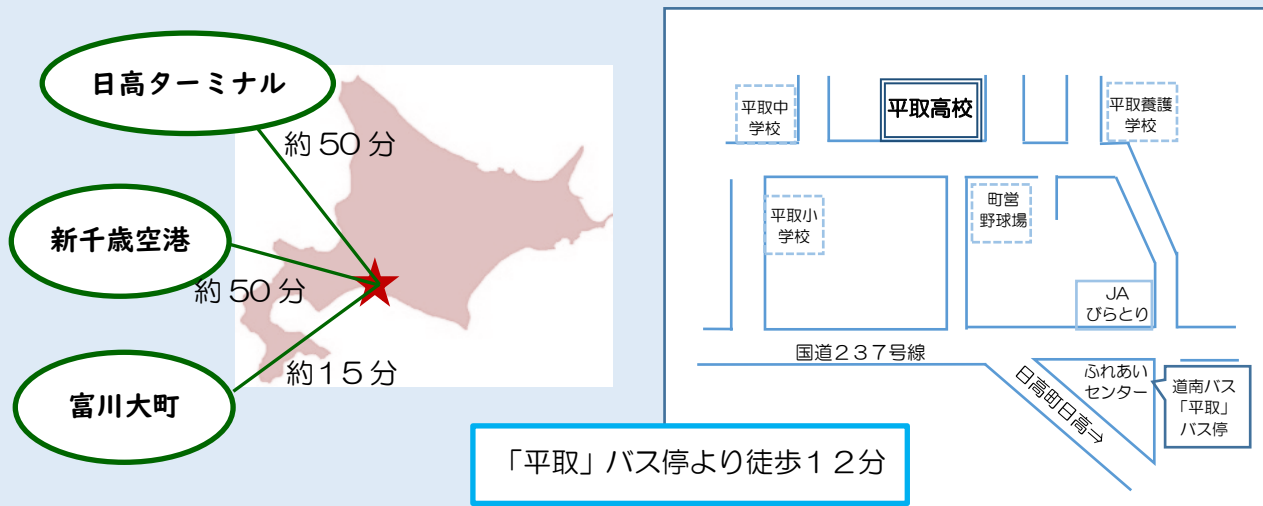 日高ターミナル
約50分
新千歳空港
約50分
富川大町
約15分
平取中
学校
平取高校
平取養護
学校
平取小
学校
町営
野球場
JA
びらとり
国道237号線
ふれあい
センター
日高町日高→
道南バス
「平取」
バス停
「平取」バス停より徒歩12分